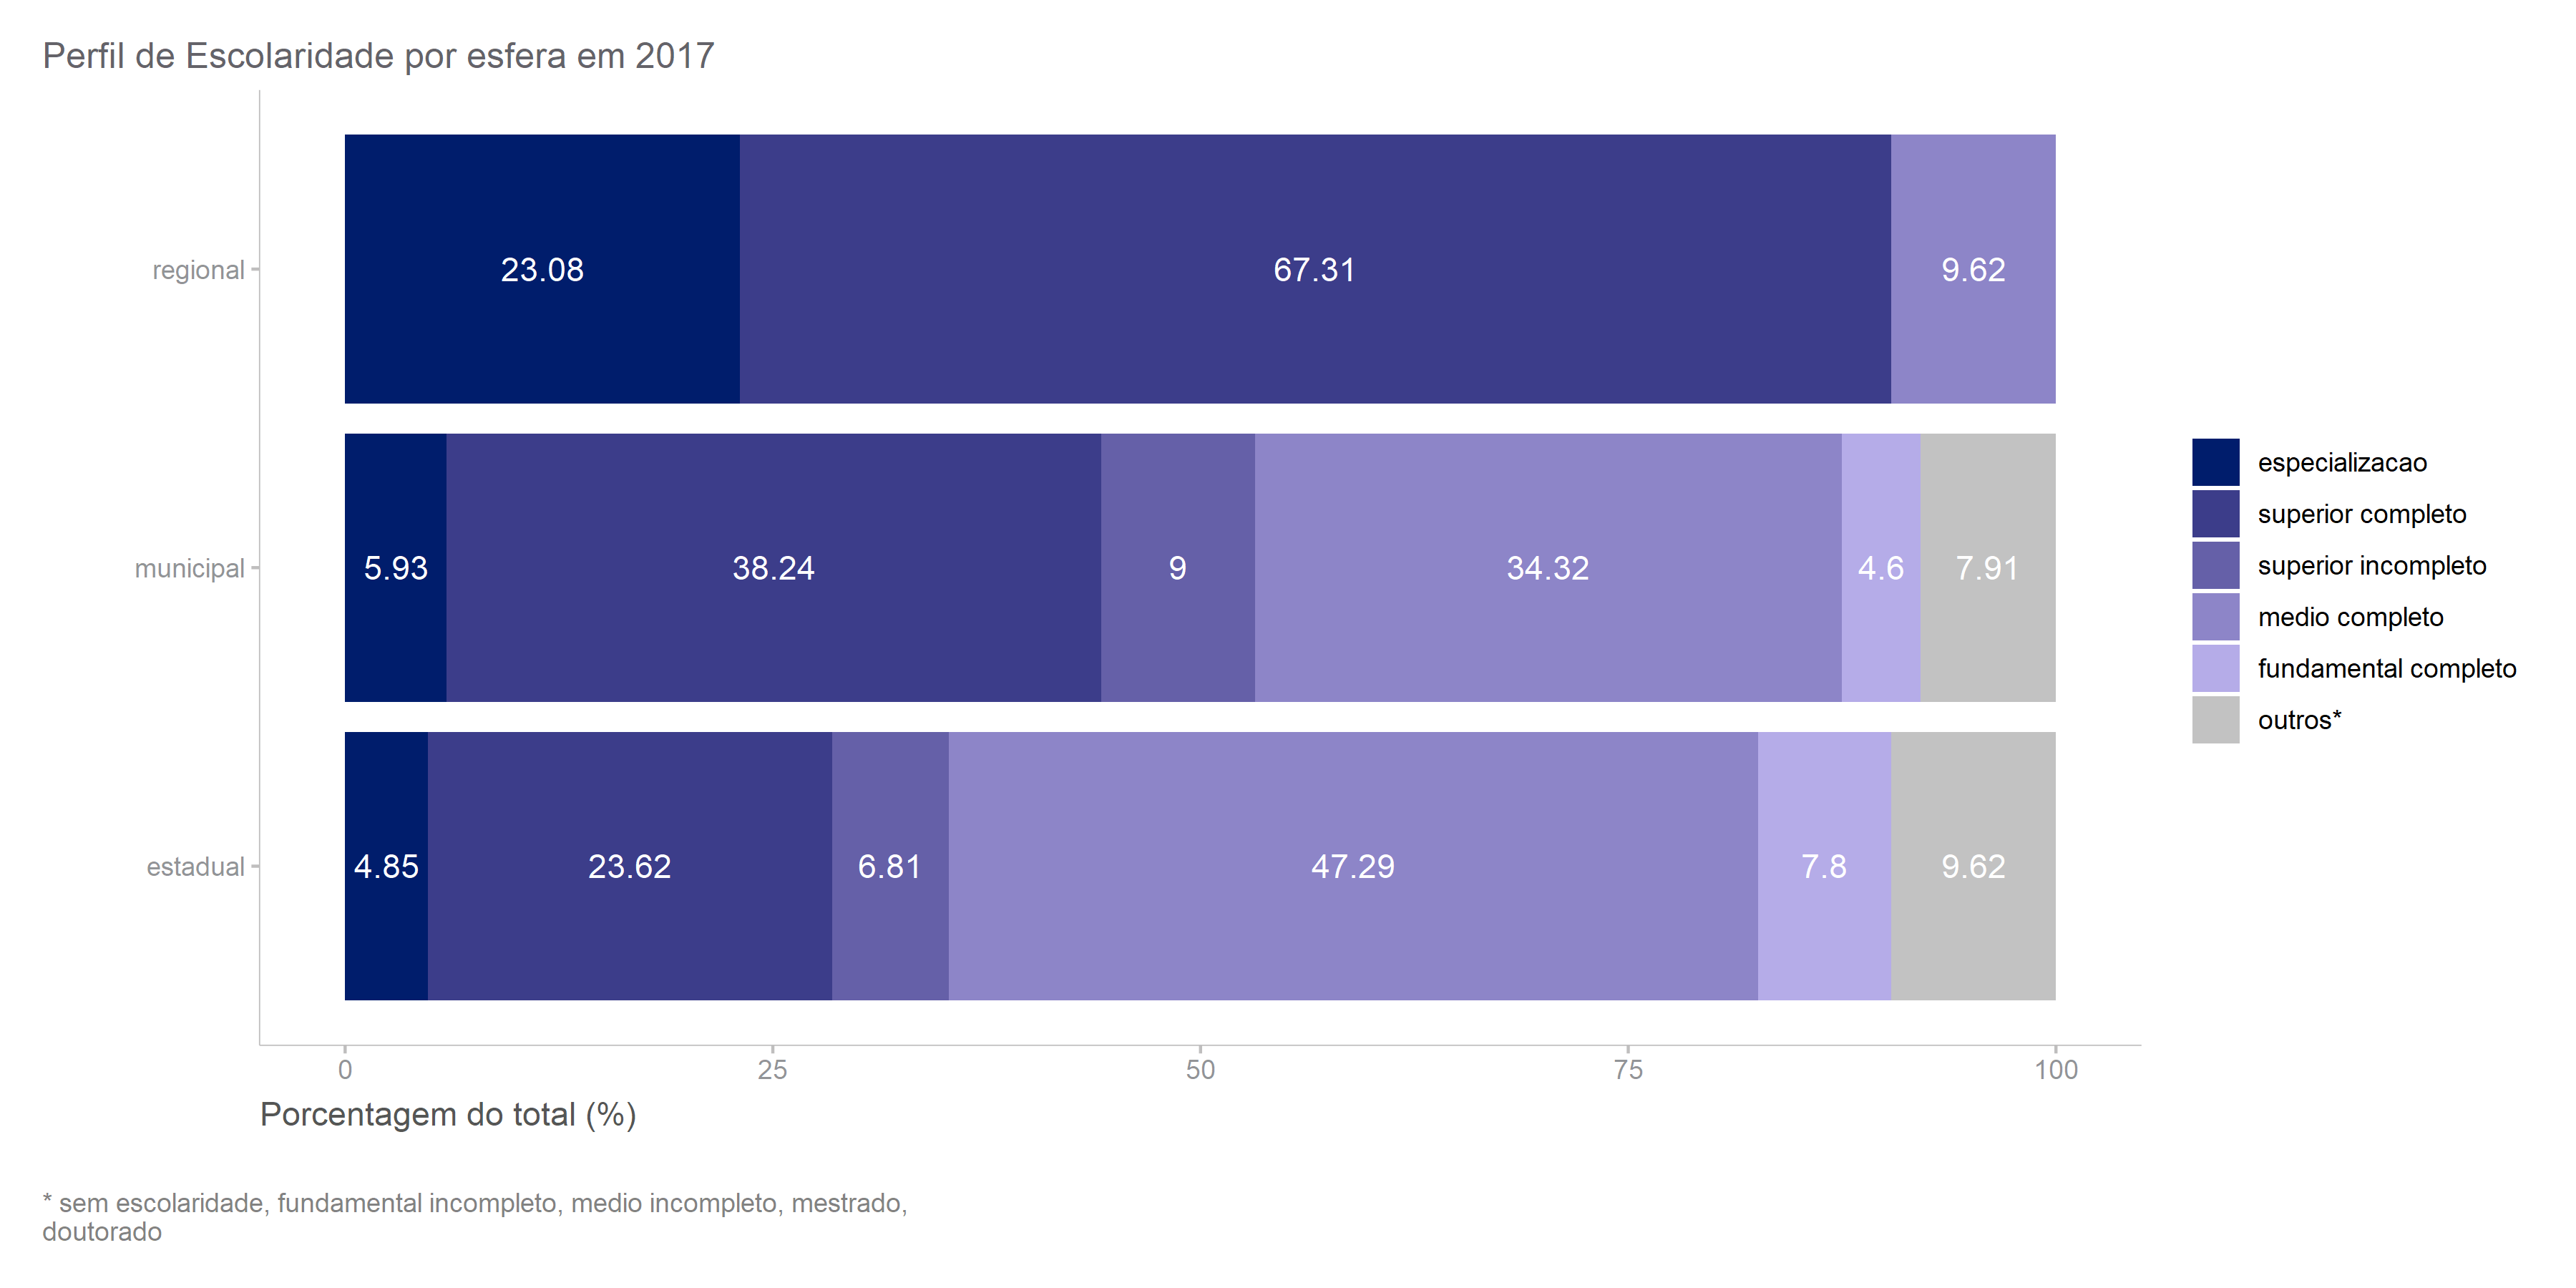 Perfil de Escolaridade por esfera em 2017
regional
23.08
67.31
9.62
municipal
5.93
38.24
9
34.32
4.6
7.91
estadual
4.85
23.62
6.81
47.29
7.8
9.62
0
25
50
75
100
Porcentagem do total (%)
especializacao
superior completo
superior incompleto
medio completo
fundamental completo
outros*
* sem escolaridade, fundamental incompleto, medio incompleto, mestrado,
doutorado